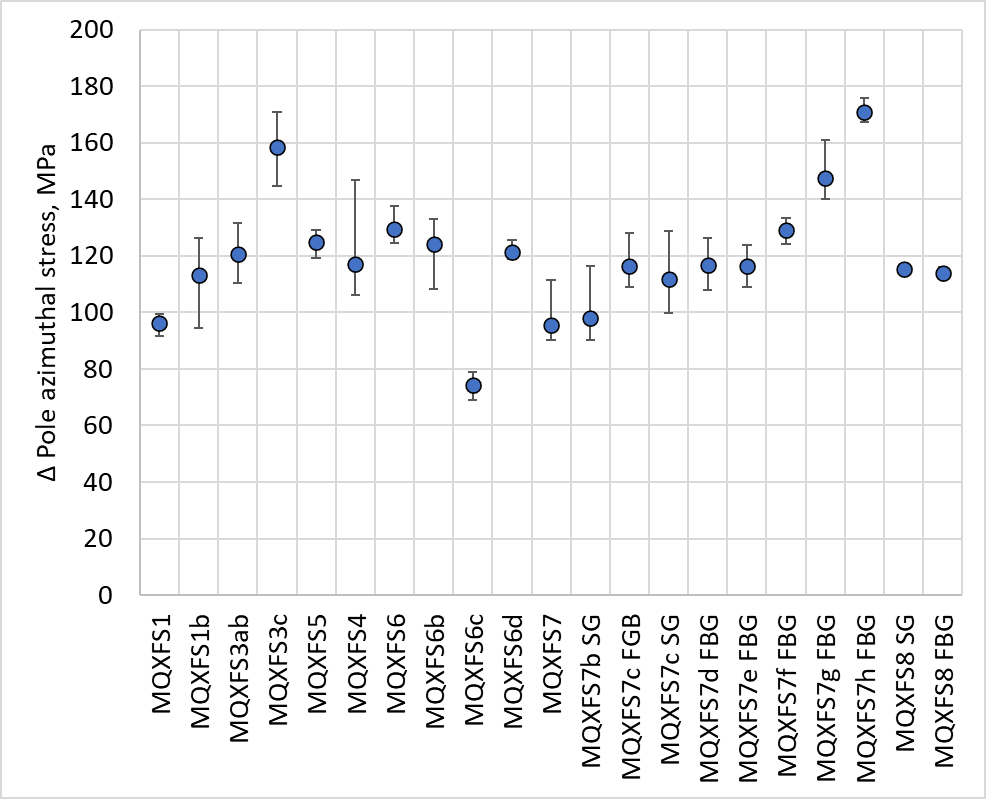 Δ Pole azimuthal stress, MPa
200
180
160
140
120
100
80
60
40
20
0
MQXFS1
MQXFS1b
MQXFS3ab
MQXFS3c
MQXFS5
MQXFS4
MQXFS6
MQXFS6b
MQXFS6c
MQXFS6d
MQXFS7
MQXFS7b SG
MQXFS7c FGB
MQXFS7c SG
MQXFS7d FBG
MQXFS7e FBG
MQXFS7f FBG
MQXFS7g FBG
MQXFS7h FBG
MQXFS8 SG
MQXFS8 FBG